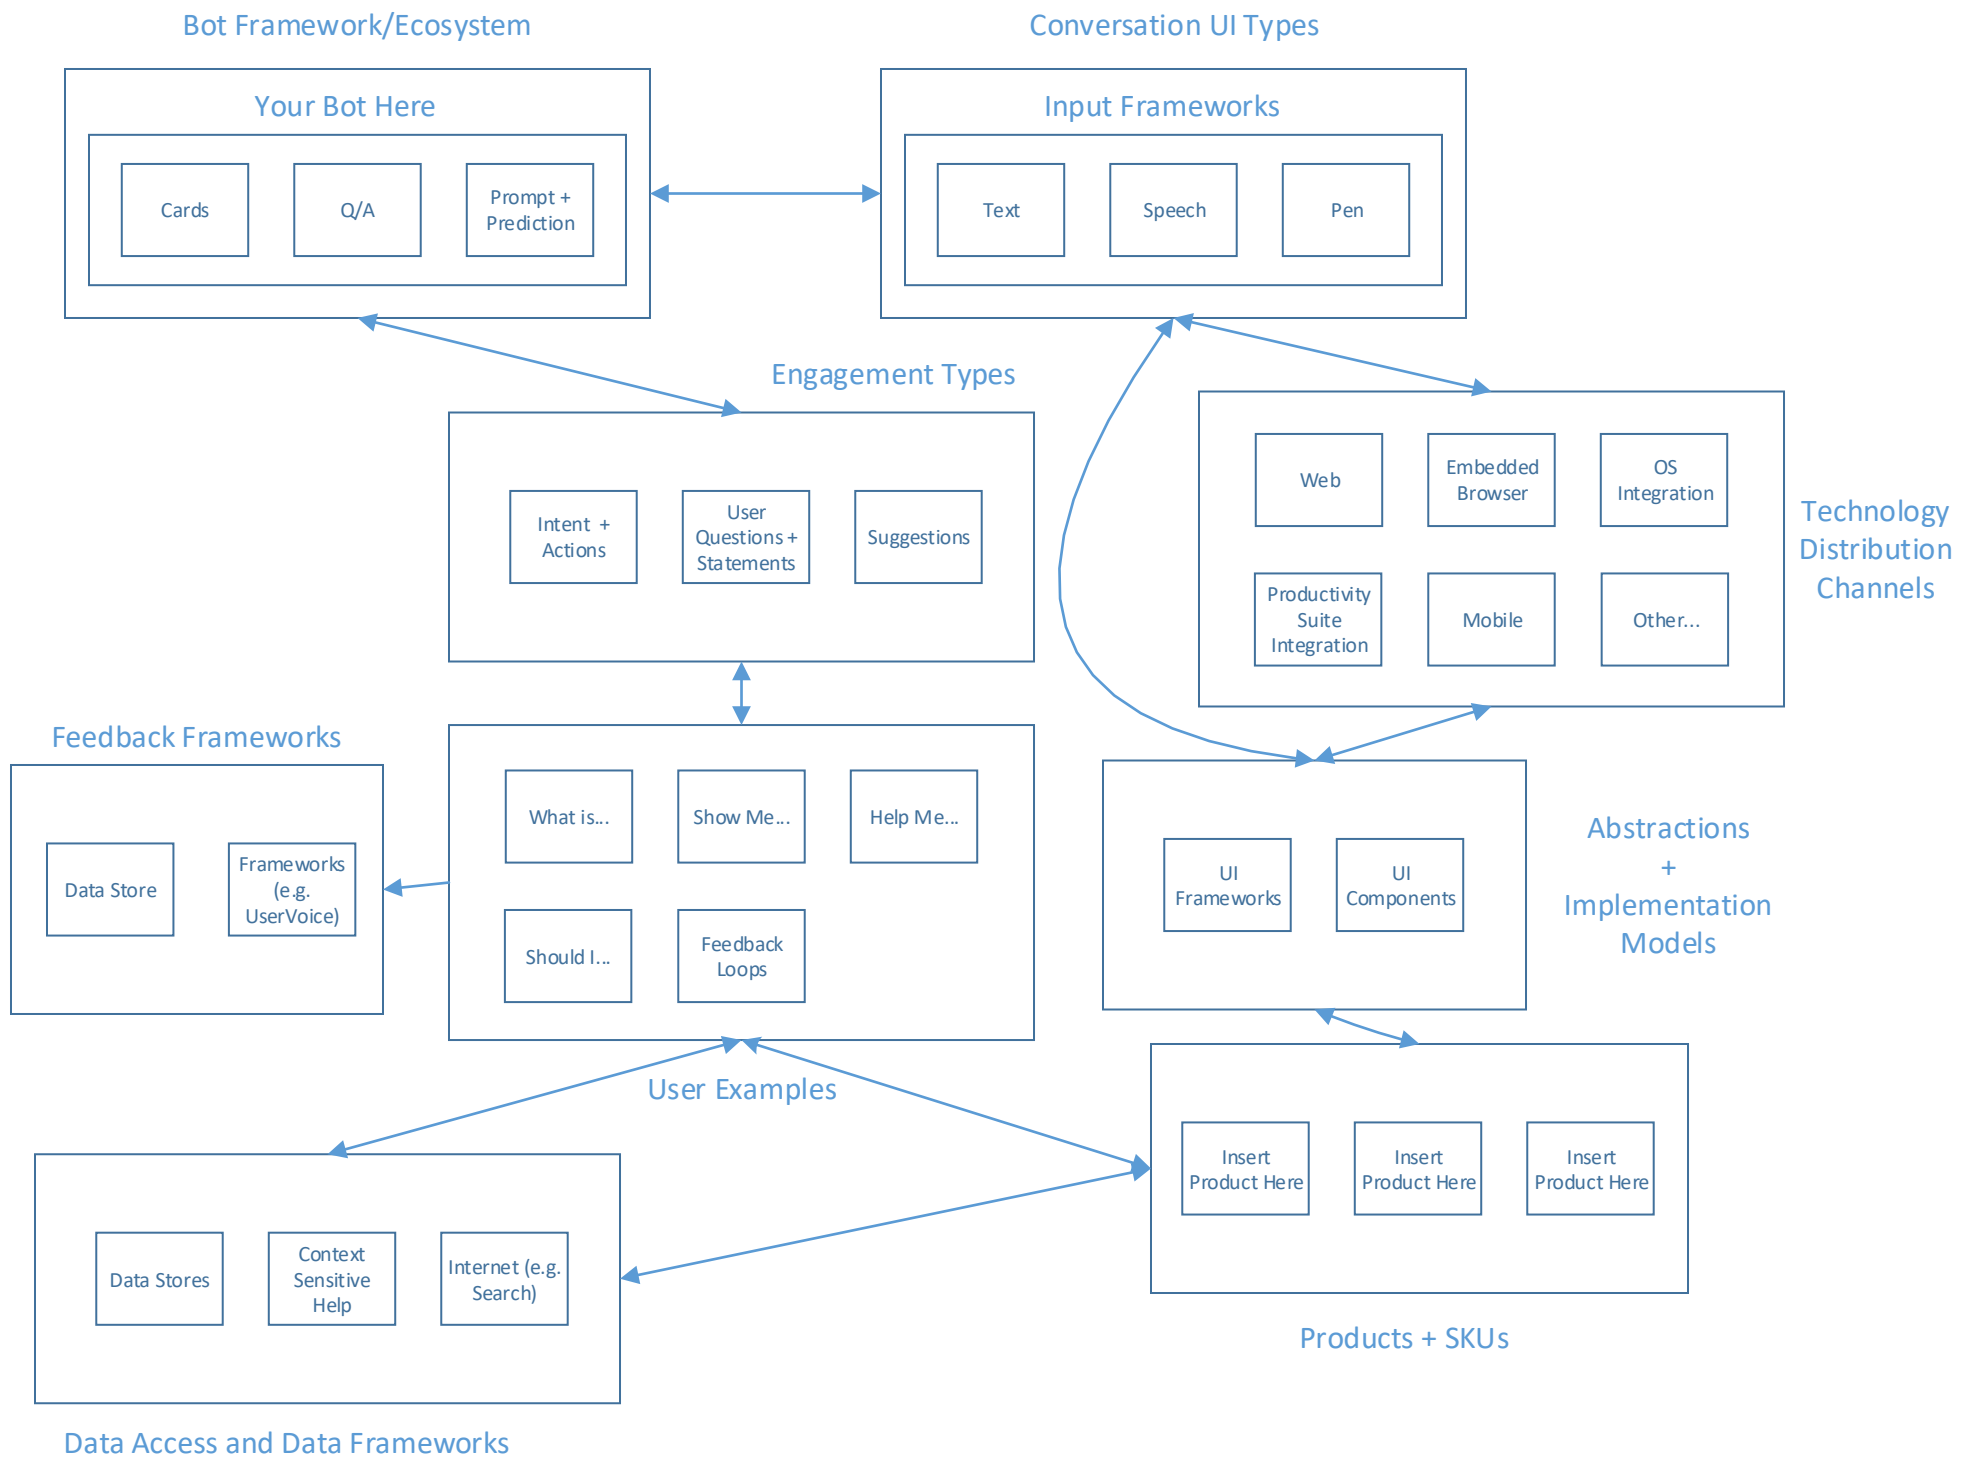 Bot Framework/Ecosystem
Conversation UI Types
Your Bot Here
Input Frameworks
Cards
Q/A
Prompt +
Prediction
Text
Speech
Pen
Engagement Types
Intent +
Actions
User
Questions +
Statements
Suggestions
Web
Embedded
Browser
OS
Integration
Productivity
Suite
Integration
Mobile
Other...
Technology
Distribution
Channels
Feedback Frameworks
Data Store
Frameworks
(e.g.
UserVoice)
What is...
Show Me...
Help Me...
Should I...
Feedback
Loops
User Examples
UI
Frameworks
UI
Components
Abstractions
+
Implementation
Models
Insert
Product Here
Insert
Product Here
Insert
Product Here
Products + SKUs
Data Stores
Context
Sensitive
Help
Internet (e.g.
Search)
Data Access and Data Frameworks